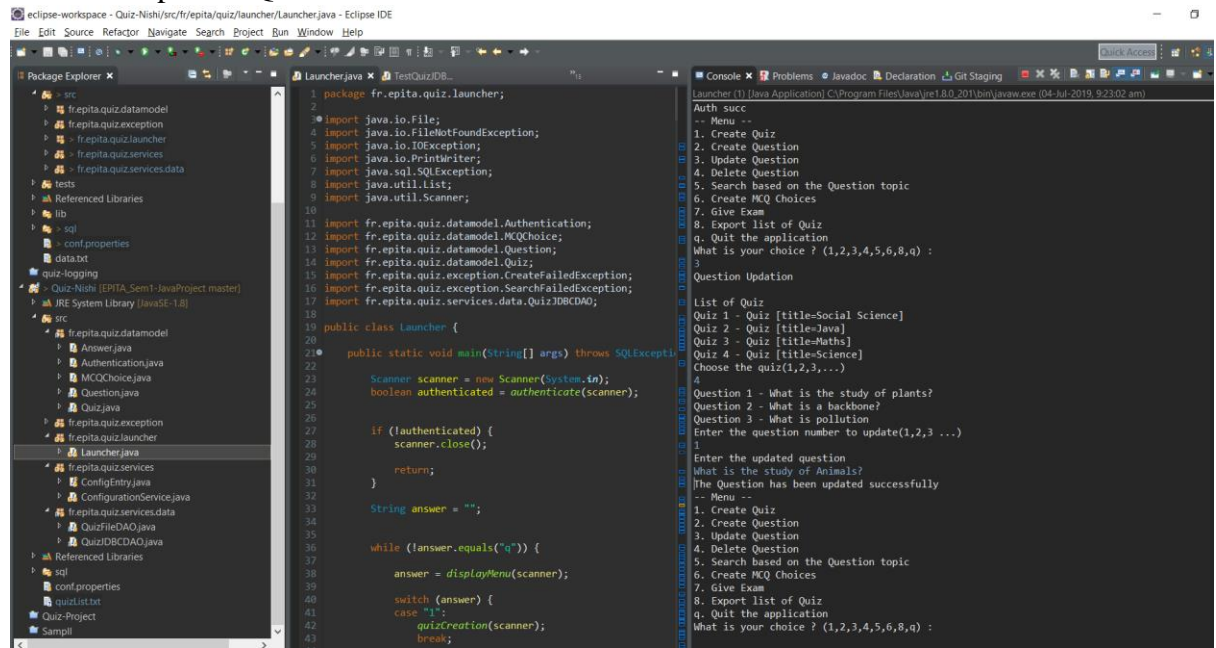 eclipse-workspace - Quiz-Nishi/src/fr/epita/quiz/launcher/Launcher.java - Eclipse IDE
File Edit Source Refactor Navigate Search Project Run Window Help
Quick Access
Package Explorer
> src
fr.epita.quiz.datamodel
fr.epita.quiz.exception
> fr.epita.quiz.launcher
> fr.epita.quiz.services
> fr.epita.quiz.services.data
tests
Referenced Libraries
lib
> sql
> conf.properties
data.txt
quiz-logging
> Quiz-Nishi [EPITA_Sem1-JavaProject master]
JRE System Library [JavaSE-1.8]
src
fr.epita.quiz.datamodel
Answer.java
Authentication.java
MCQChoice.java
Question.java
Quiz.java
fr.epita.quiz.exception
fr.epita.quiz.launcher
Launcher.java
fr.epita.quiz.services
ConfigEntry.java
ConfigurationService.java
fr.epita.quiz.services.data
QuizFileDAO.java
QuizJDBCDAO.java
Referenced Libraries
sql
conf.properties
quizList.txt
Quiz-Project
Sampll
Launcher.java TestQuizJDB...
1 package fr.epita.quiz.launcher;
2
3 import java.io.File;
4 import java.io.FileNotFoundException;
5 import java.io.IOException;
6 import java.io.PrintWriter;
7 import java.sql.SQLException;
8 import java.util.List;
9 import java.util.Scanner;
10
11 import fr.epita.quiz.datamodel.Authentication;
12 import fr.epita.quiz.datamodel.MCQChoice;
13 import fr.epita.quiz.datamodel.Question;
14 import fr.epita.quiz.datamodel.Quiz;
15 import fr.epita.quiz.exception.CreateFailedException;
16 import fr.epita.quiz.exception.SearchFailedException;
17 import fr.epita.quiz.services.data.QuizJDBCDAO;
18
19 public class Launcher {
20
21 public static void main(String[] args) throws SQLExcepti
22
23 Scanner scanner = new Scanner(System.in);
24 boolean authenticated = authenticate(scanner);
25
26
27 if (!authenticated) {
28 scanner.close();
29
30 return;
31 }
32
33 String answer = "";
34
35
36 while (!answer.equals("q")) {
37
38 answer = displayMenu(scanner);
39
40 switch (answer) {
41 case "1":
42 quizCreation(scanner);
43 break;
Console Problems Javadoc Declaration Git Staging
Launcher (1) [Java Application] C:\Program Files\Java\jre1.8.0_201\bin\javaw.exe (04-Jul-2019, 9:23:02 am)
Auth succ
-- Menu --
1. Create Quiz
2. Create Question
3. Update Question
4. Delete Question
5. Search based on the Question topic
6. Create MCQ Choices
7. Give Exam
8. Export list of Quiz
q. Quit the application
What is your choice ? (1,2,3,4,5,6,8,q) :
3
Question Updation

List of Quiz
Quiz 1 - Quiz [title=Social Science]
Quiz 2 - Quiz [title=Java]
Quiz 3 - Quiz [title=Maths]
Quiz 4 - Quiz [title=Science]
Choose the quiz(1,2,3,...)
4
Question 1 - What is the study of plants?
Question 2 - What is a backbone?
Question 3 - What is pollution
Enter the question number to update(1,2,3 ...)
1
Enter the updated question
What is the study of Animals?
The Question has been updated successfully
-- Menu --
1. Create Quiz
2. Create Question
3. Update Question
4. Delete Question
5. Search based on the Question topic
6. Create MCQ Choices
7. Give Exam
8. Export list of Quiz
q. Quit the application
What is your choice ? (1,2,3,4,5,6,8,q) :